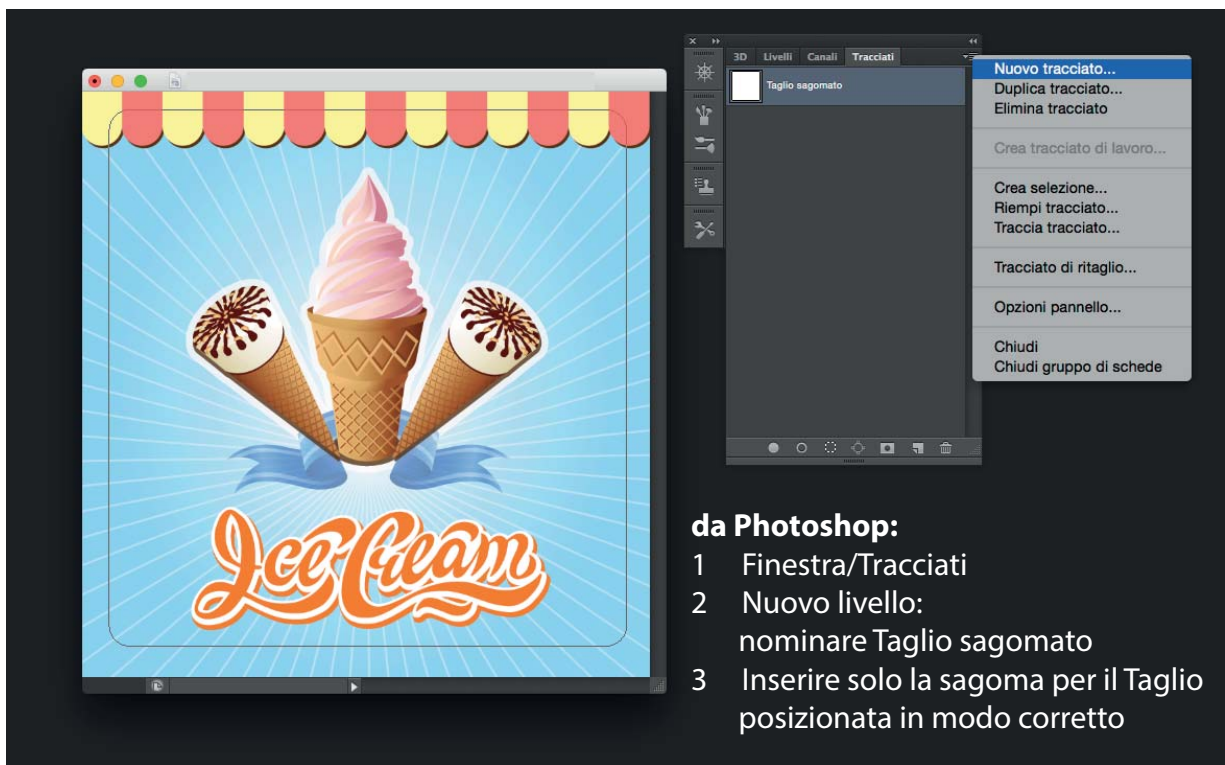 3D Livelli Canali Tracciati
Taglio sagomato
Nuovo tracciato...
Duplica tracciato...
Elimina tracciato
Crea tracciato di lavoro...
Crea selezione...
Riempi tracciato...
Traccia tracciato...
Tracciato di ritaglio...
Opzioni pannello...
Chiudi
Chiudi gruppo di schede
Ice Cream
da Photoshop:
1 Finestra/Tracciati
2 Nuovo livello:
nominare Taglio sagomato
3 Inserire solo la sagoma per il Taglio
posizionata in modo corretto